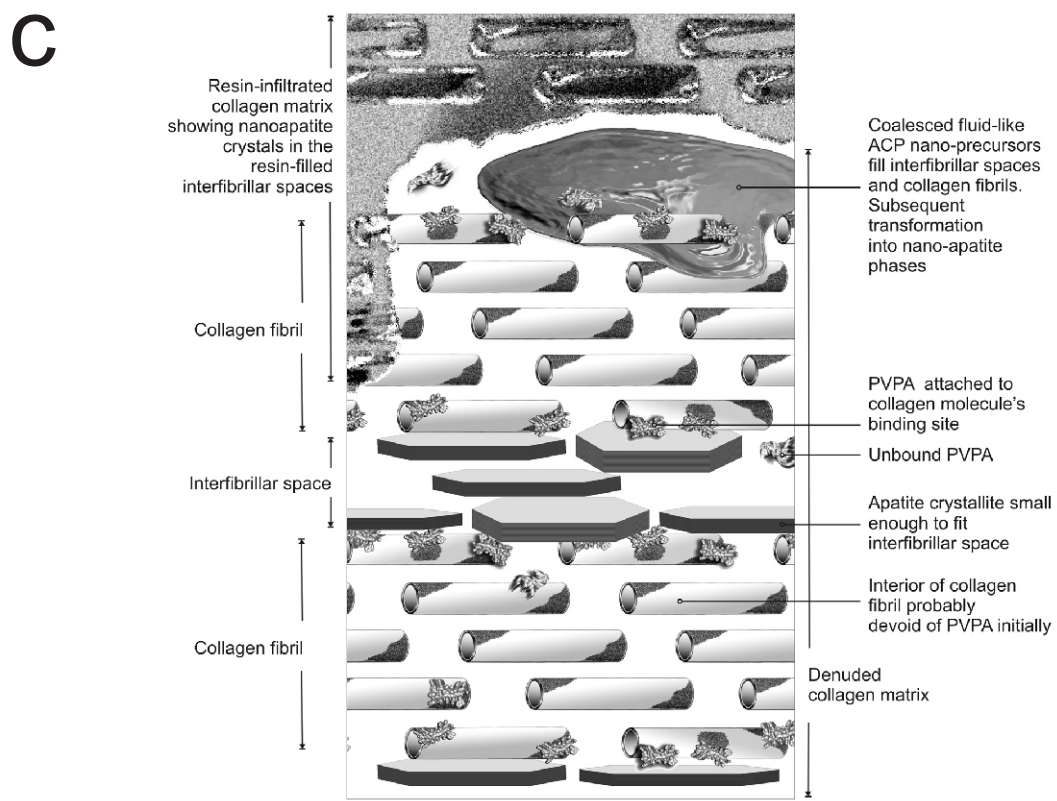 C
Resin-infiltrated
collagen matrix
showing nanoapatite
crystals in the
resin-filled
interfibrillar spaces
Collagen fibril
Interfibrillar space
Collagen fibril
Coalesced fluid-like
ACP nano-precursors
fill interfibrillar spaces
and collagen fibrils.
Subsequent
transformation
into nano-apatite
phases
PVPA attached to
collagen molecule's
binding site
Unbound PVPA
Apatite crystallite small
enough to fit
interfibrillar space
Interior of collagen
fibril probably
devoid of PVPA initially
Denuded
collagen matrix